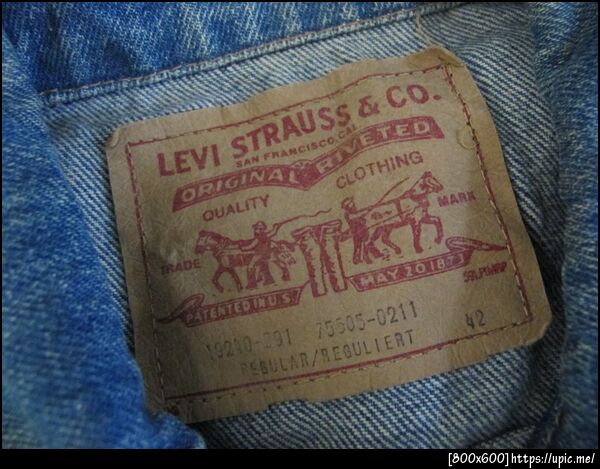 LEVI STRAUSS & CO.
SAN FRANCISCO, CAL
ORIGINAL RIVETED
QUALITY CLOTHING
TRADE MARK
PATENTED IN U.S. MAY 20 1873
75605-0211 42
REGULAR/REGULIERT
[800x600]https://upic.me/